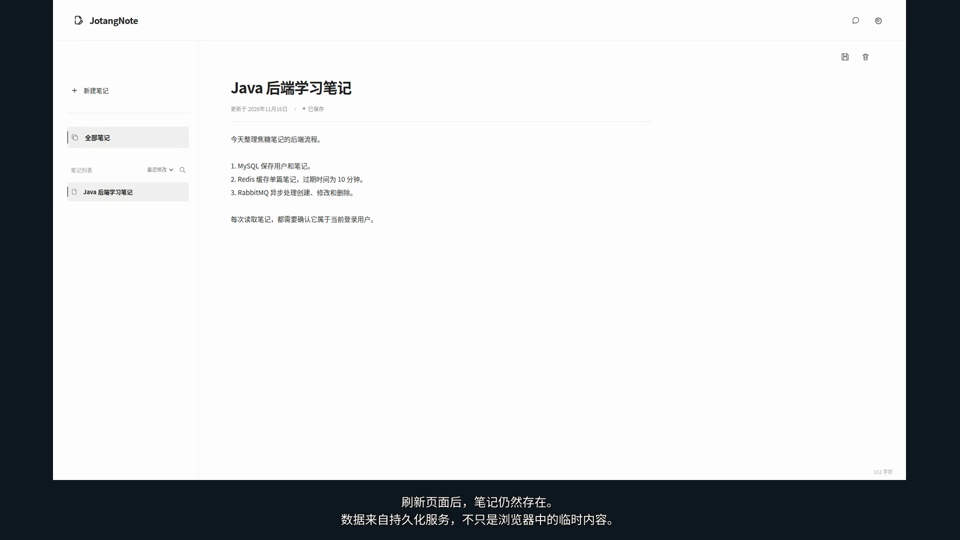 JotangNote
新建笔记
全部笔记
笔记列表
最近修改
Java 后端学习笔记
Java 后端学习笔记
更新于 2026年11月16日 · 已保存
今天整理焦糖笔记的后端流程。
1. MySQL 保存用户和笔记。
2. Redis 缓存单篇笔记，过期时间为 10 分钟。
3. RabbitMQ 异步处理创建、修改和删除。
每次读取笔记，都需要确认它属于当前登录用户。
112 字符
刷新页面后，笔记仍然存在。
数据来自持久化服务，不只是浏览器中的临时内容。